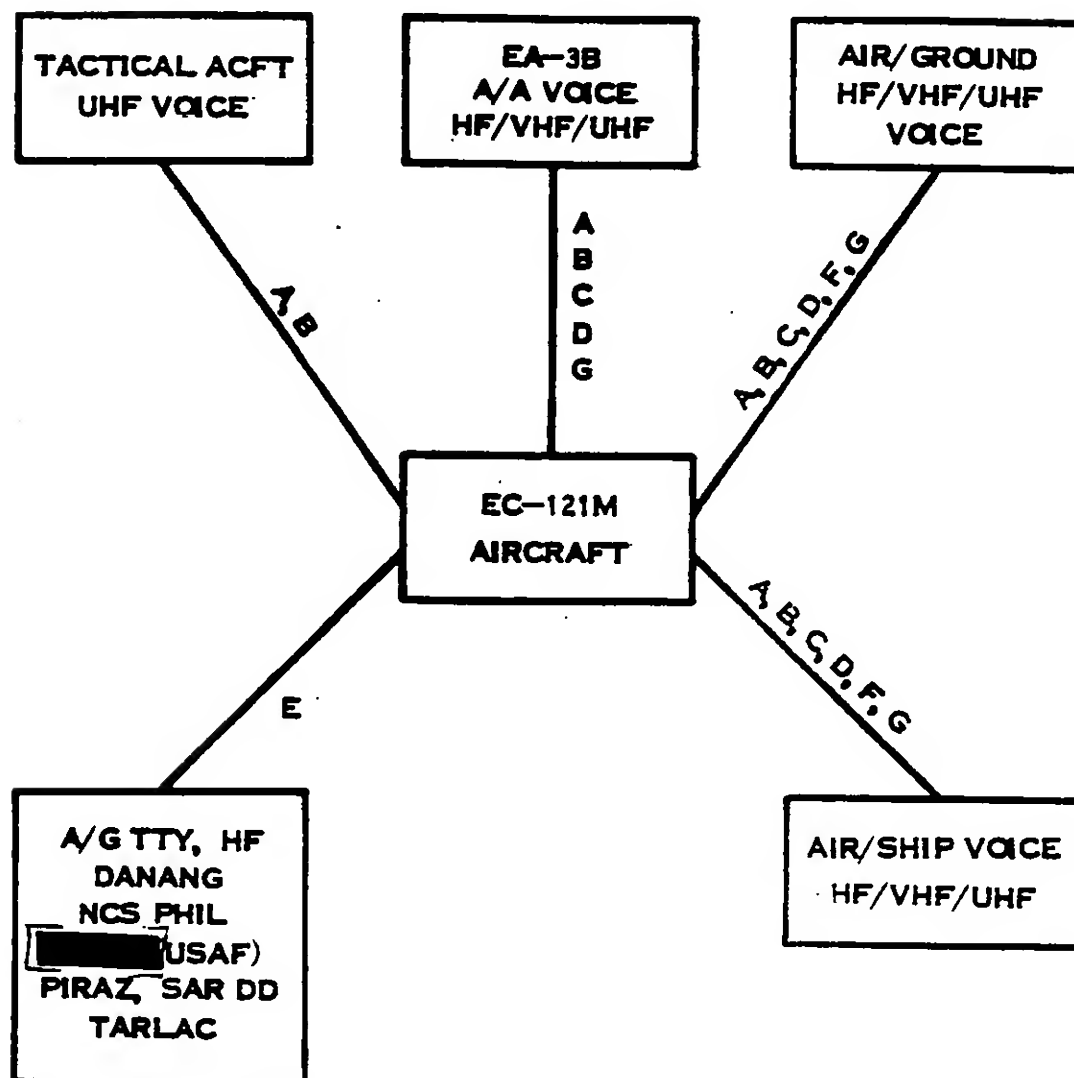 TACTICAL ACFT
UHF VOICE
EA-3B
A/A VOICE
HF/VHF/UHF
AIR/GROUND
HF/VHF/UHF
VOICE
A, B
A
B
C
D
G
A, B, C, D, F, G
EC-121M
AIRCRAFT
E
A, B, C, D, F, G
A/G TTY, HF
DANANG
NCS PHIL
USAF)
PIRAZ, SAR DD
TARLAC
AIR/SHIP VOICE
HF/VHF/UHF